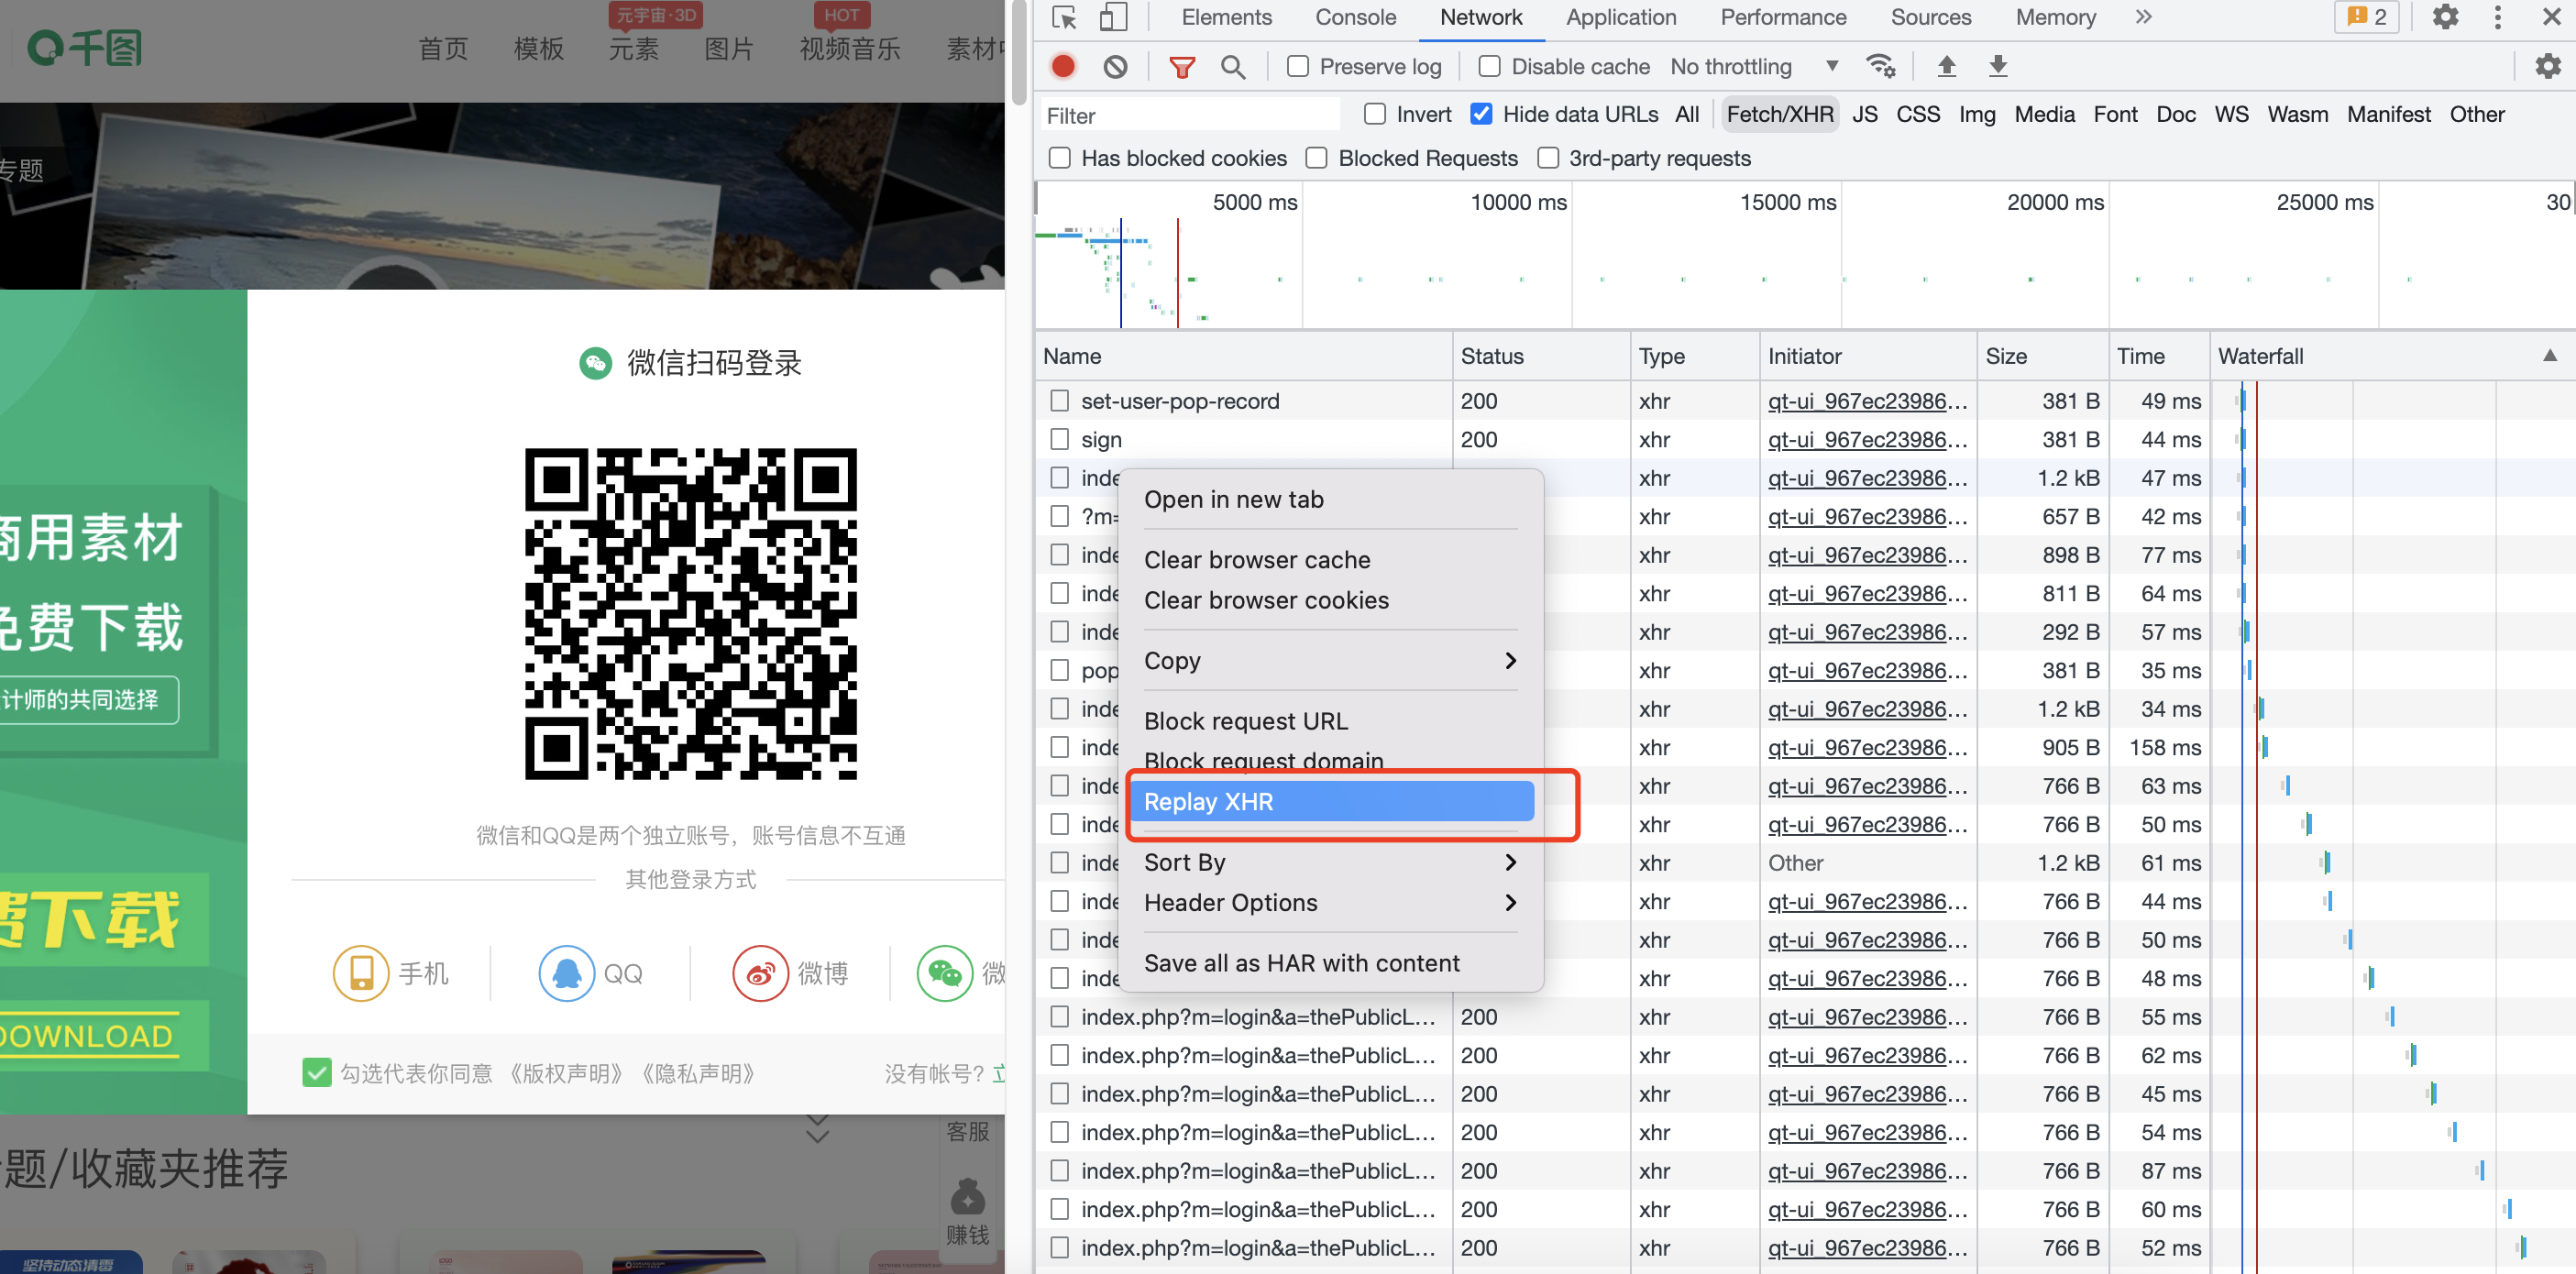 千图
首页
模板
元宇宙·3D
元素
图片
HOT
视频音乐
专题
商用素材
免费下载
计师的共同选择
费下载
DOWNLOAD
微信扫码登录
微信和QQ是两个独立账号，账号信息不互通
其他登录方式
手机
QQ
微博
微
勾选代表你同意 《版权声明》《隐私声明》
没有帐号?
题/收藏夹推荐
客服
赚钱
坚持动态清零
Elements Console Network Application Performance Sources Memory
2
Preserve log Disable cache No throttling
Filter
Invert Hide data URLs All Fetch/XHR JS CSS Img Media Font Doc WS Wasm Manifest Other
Has blocked cookies Blocked Requests 3rd-party requests
5000 ms 10000 ms 15000 ms 20000 ms 25000 ms 30
Name Status Type Initiator Size Time Waterfall
set-user-pop-record 200 xhr qt-ui_967ec23986… 381 B 49 ms
sign 200 xhr qt-ui_967ec23986… 381 B 44 ms
inde xhr qt-ui_967ec23986… 1.2 kB 47 ms
?m= xhr qt-ui_967ec23986… 657 B 42 ms
inde xhr qt-ui_967ec23986… 898 B 77 ms
inde xhr qt-ui_967ec23986… 811 B 64 ms
inde xhr qt-ui_967ec23986… 292 B 57 ms
pop xhr qt-ui_967ec23986… 381 B 35 ms
inde xhr qt-ui_967ec23986… 1.2 kB 34 ms
inde xhr qt-ui_967ec23986… 905 B 158 ms
inde xhr qt-ui_967ec23986… 766 B 63 ms
inde xhr qt-ui_967ec23986… 766 B 50 ms
inde xhr Other 1.2 kB 61 ms
inde xhr qt-ui_967ec23986… 766 B 44 ms
inde xhr qt-ui_967ec23986… 766 B 50 ms
inde xhr qt-ui_967ec23986… 766 B 48 ms
index.php?m=login&a=thePublicL… 200 xhr qt-ui_967ec23986… 766 B 55 ms
index.php?m=login&a=thePublicL… 200 xhr qt-ui_967ec23986… 766 B 62 ms
index.php?m=login&a=thePublicL… 200 xhr qt-ui_967ec23986… 766 B 45 ms
index.php?m=login&a=thePublicL… 200 xhr qt-ui_967ec23986… 766 B 54 ms
index.php?m=login&a=thePublicL… 200 xhr qt-ui_967ec23986… 766 B 87 ms
index.php?m=login&a=thePublicL… 200 xhr qt-ui_967ec23986… 766 B 60 ms
index.php?m=login&a=thePublicL… 200 xhr qt-ui_967ec23986… 766 B 52 ms
Open in new tab
Clear browser cache
Clear browser cookies
Copy
Block request URL
Block request domain
Replay XHR
Sort By
Header Options
Save all as HAR with content